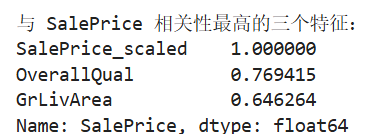 与 SalePrice 相关性最高的三个特征：
SalePrice_scaled    1.000000
OverallQual         0.769415
GrLivArea           0.646264
Name: SalePrice, dtype: float64